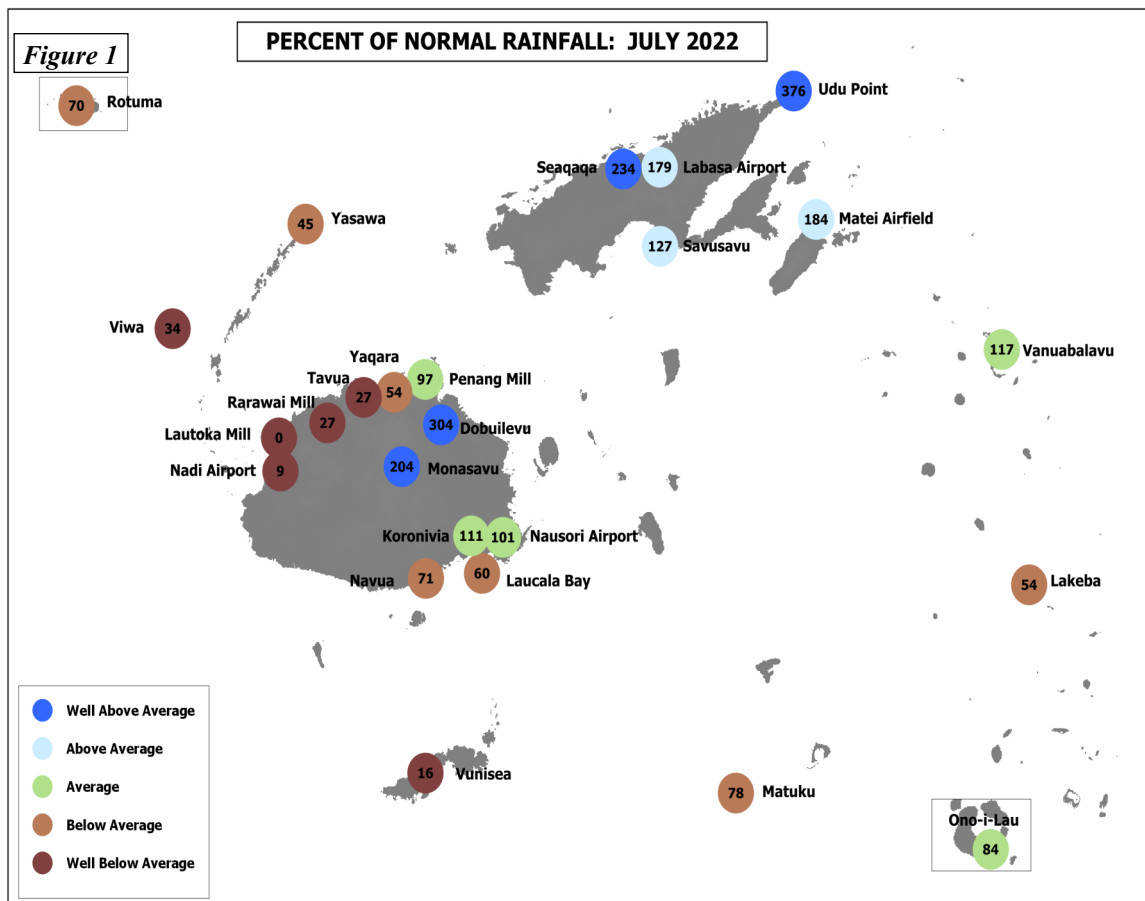 PERCENT OF NORMAL RAINFALL: JULY 2022
Figure 1
70 Rotuma
376 Udu Point
Seaqaqa 234
179 Labasa Airport
184 Matei Airfield
127 Savusavu
45 Yasawa
Viwa 34
117 Vanuabalavu
Yaqara 54
97 Penang Mill
Tavua 27
Rarawai Mill 27
304 Dobuilevu
Lautoka Mill 0
204 Monasavu
Nadi Airport 9
Koronivia 111
101 Nausori Airport
Navua 71
60 Laucala Bay
54 Lakeba
16 Vunisea
78 Matuku
Ono-i-Lau
84
Well Above Average
Above Average
Average
Below Average
Well Below Average